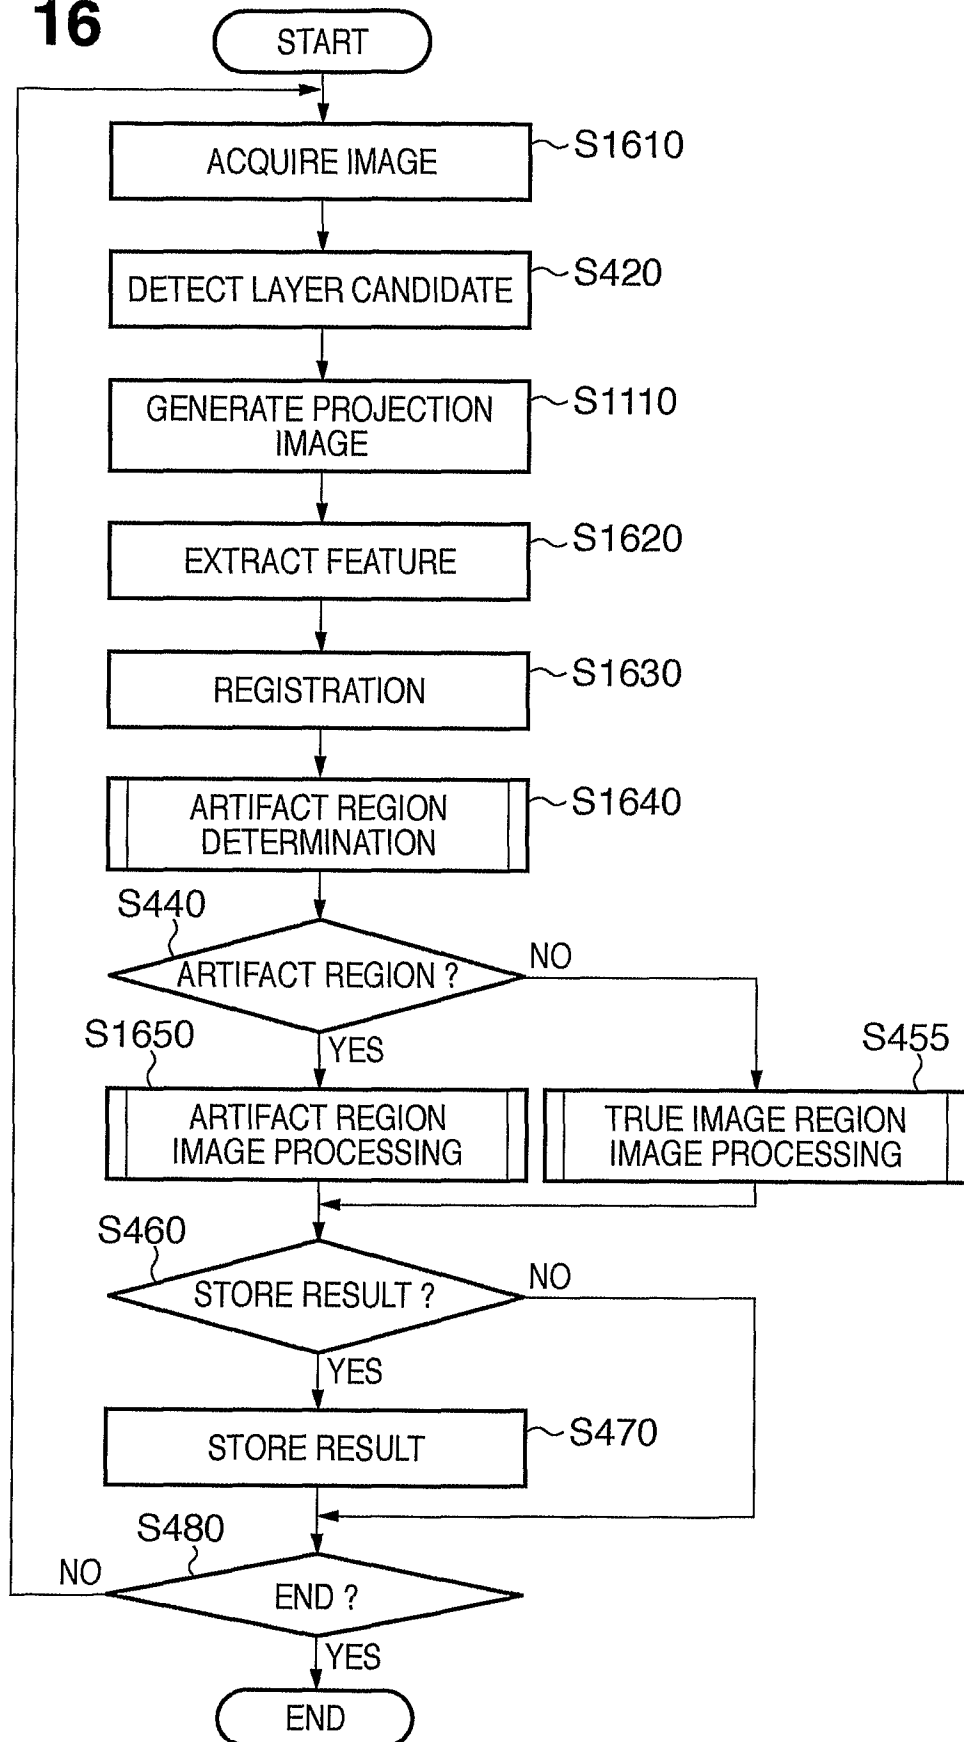 16
START
ACQUIRE IMAGE
S1610
DETECT LAYER CANDIDATE
S420
GENERATE PROJECTION
IMAGE
S1110
EXTRACT FEATURE
S1620
REGISTRATION
S1630
ARTIFACT REGION
DETERMINATION
S1640
S440
ARTIFACT REGION ?
NO
YES
S1650
S455
ARTIFACT REGION
IMAGE PROCESSING
TRUE IMAGE REGION
IMAGE PROCESSING
S460
STORE RESULT ?
NO
YES
STORE RESULT
S470
S480
NO
END ?
YES
END